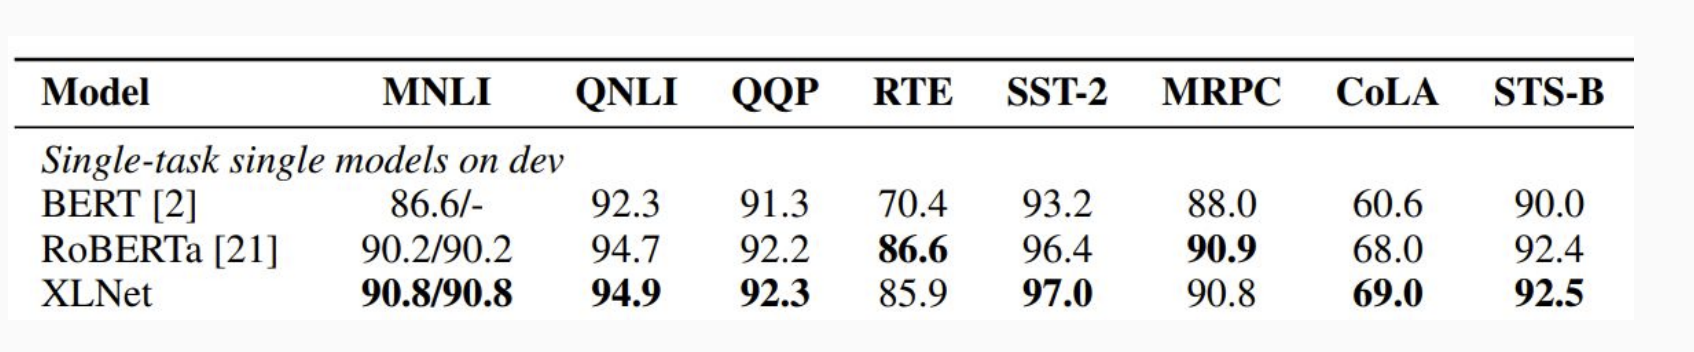 Model MNLI QNLI QQP RTE SST-2 MRPC CoLA STS-B
Single-task single models on dev
BERT [2] 86.6/- 92.3 91.3 70.4 93.2 88.0 60.6 90.0
RoBERTa [21] 90.2/90.2 94.7 92.2 86.6 96.4 90.9 68.0 92.4
XLNet 90.8/90.8 94.9 92.3 85.9 97.0 90.8 69.0 92.5